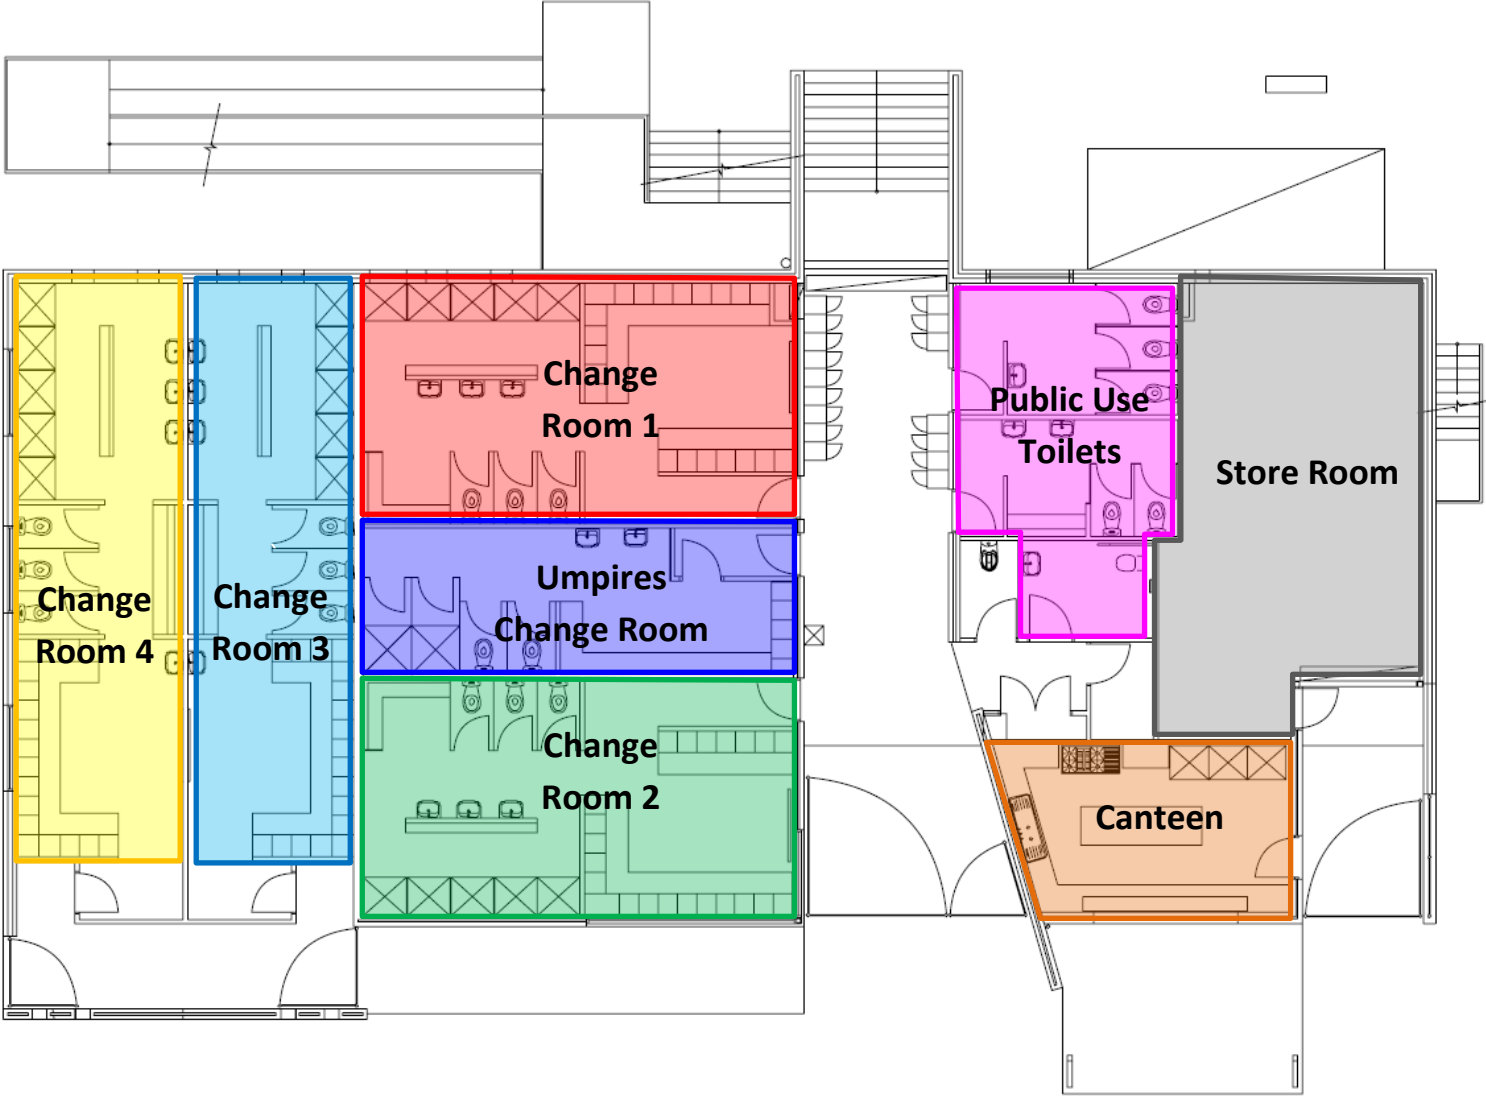 Change
Room 1
Public Use
Toilets
Store Room
Umpires
Change Room
Change
Room 4
Change
Room 3
Change
Room 2
Canteen